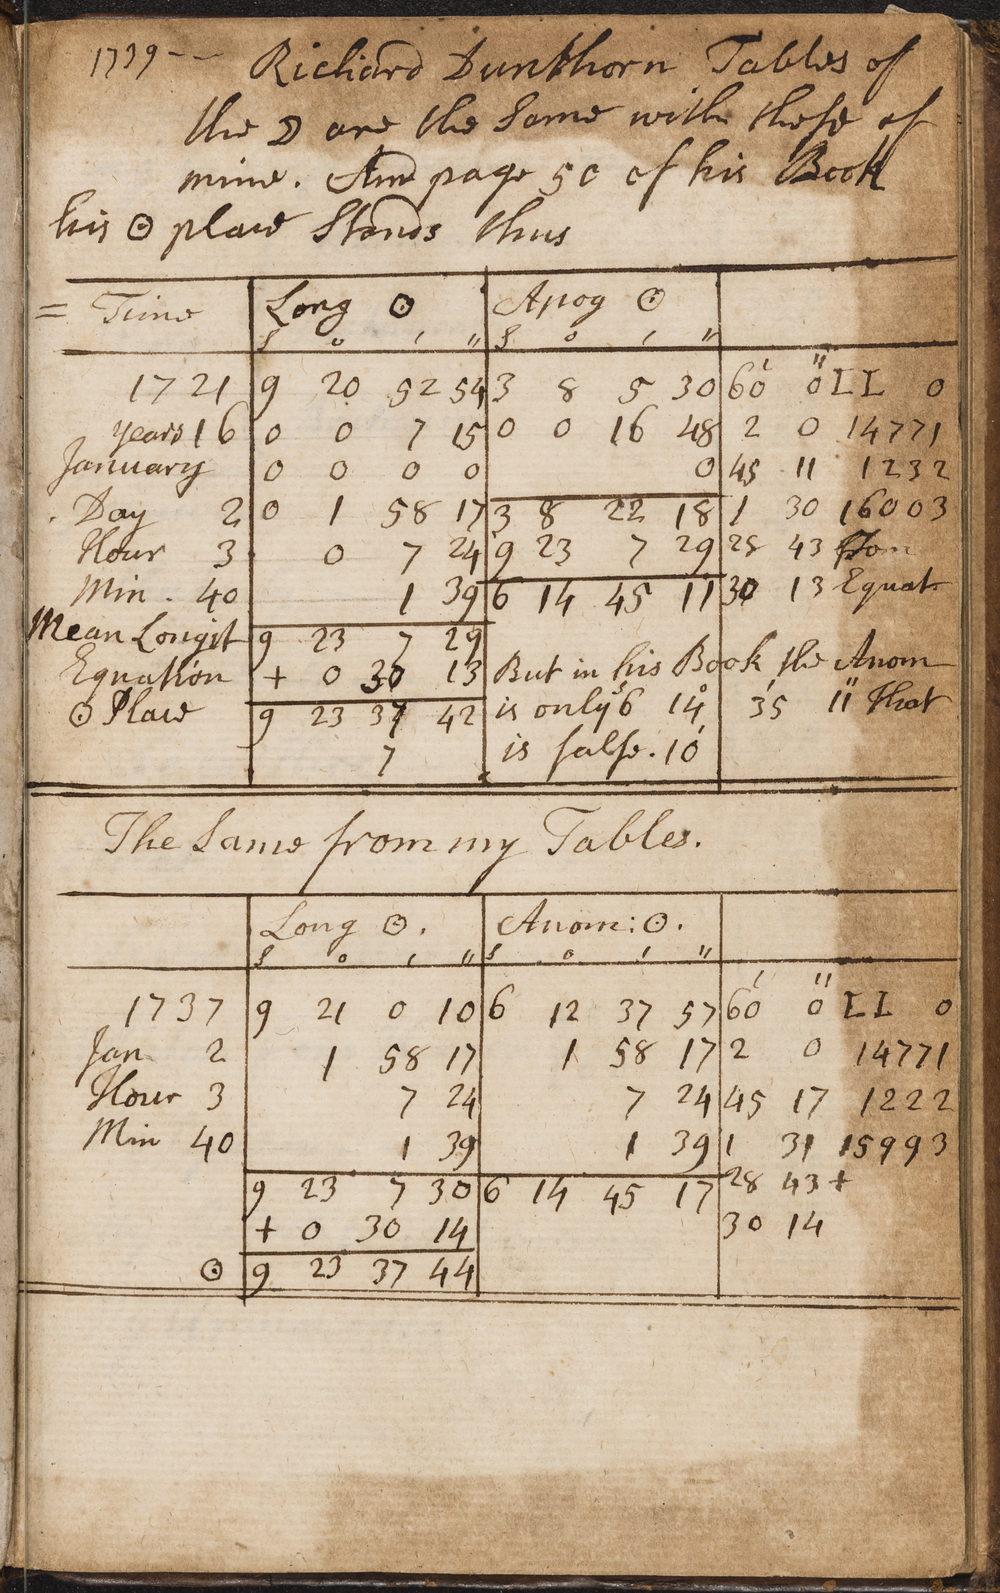 1739 -- Richard Dunthorn Tables of
the ☽ are the Same with these of
mine. And page 50 of his Book
his ☉ place Stands thus
= Time Long ☉ Apog ☉
S ° ' " S ° ' "
' "
1721 9 20 52 54 3 8 5 30 60 0 LL 0
years 16 0 0 7 15 0 0 16 48 2 0 14771
January 0 0 0 0 0 45 11 1232
. Day 2 0 1 58 17 3 8 22 18 1 30 16003
Hour 3 0 7 24 9 23 7 29 28 43
Min . 40 1 39 6 14 45 11 30 13 Equat
Mean Longit 9 23 7 29
Equation + 0 30 13 But in his Book the Anom
☉ Place 9 23 37 42 is only 6s 14° 35' 11" that
7 is false. 10'
The Same from my Tables.
Long ☉. Anom: ☉.
S ° ' " S ° ' "
' "
1737 9 21 0 10 6 12 37 57 60 0 LL 0
Jan 2 1 58 17 1 58 17 2 0 14771
Hour 3 7 24 7 24 45 17 1222
Min 40 1 39 1 39 1 31 15993
9 23 7 30 6 14 45 17 28 43 +
+ 0 30 14 30 14
☉ 9 23 37 44